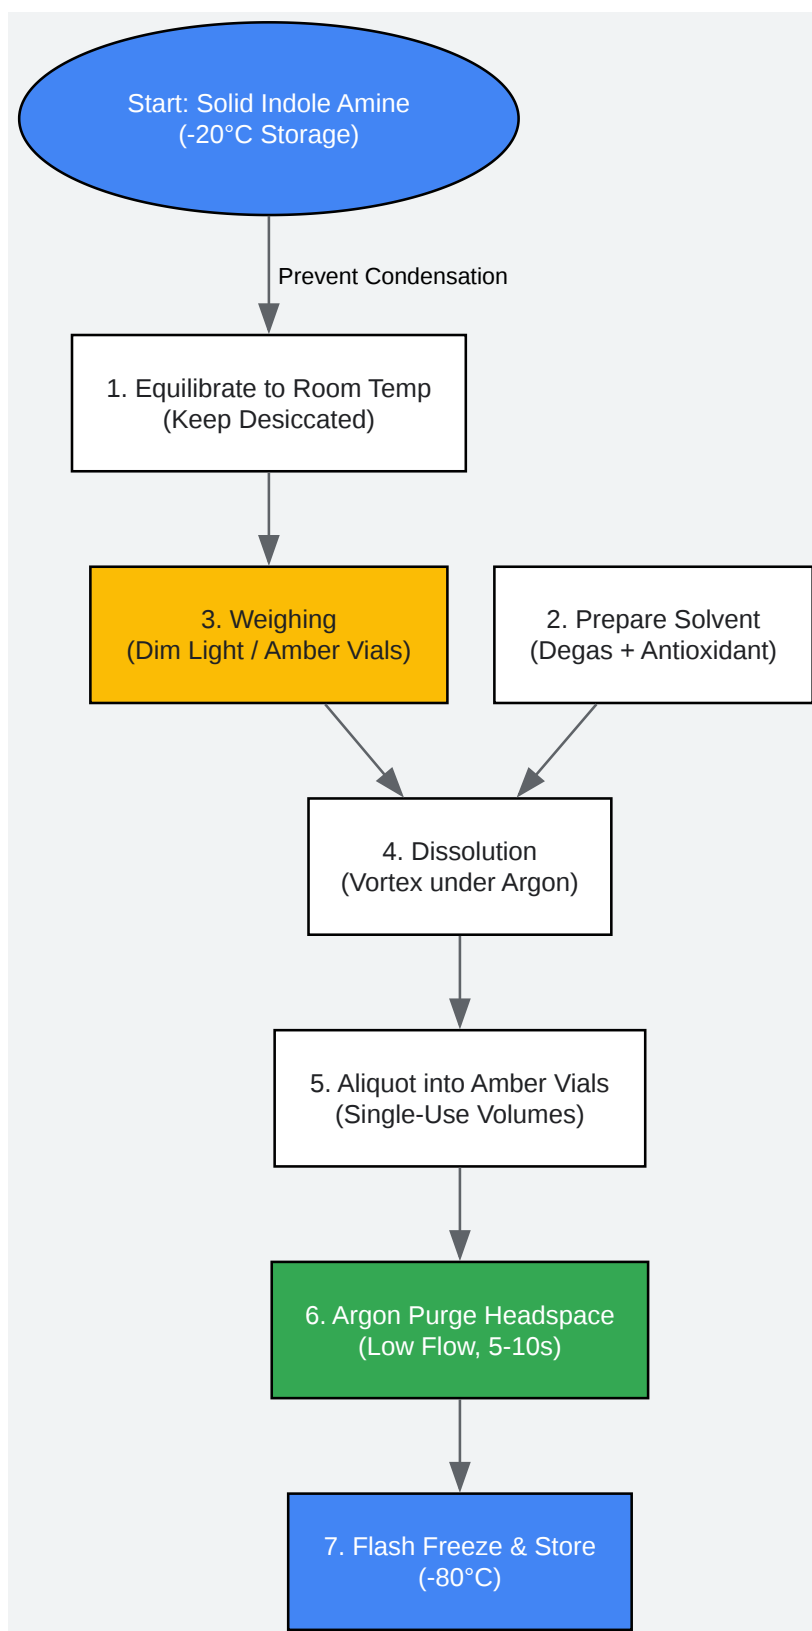 Start: Solid Indole Amine
(-20°C Storage)
Prevent Condensation
1. Equilibrate to Room Temp
(Keep Desiccated)
3. Weighing
(Dim Light / Amber Vials)
2. Prepare Solvent
(Degas + Antioxidant)
4. Dissolution
(Vortex under Argon)
5. Aliquot into Amber Vials
(Single-Use Volumes)
6. Argon Purge Headspace
(Low Flow, 5-10s)
7. Flash Freeze & Store
(-80°C)